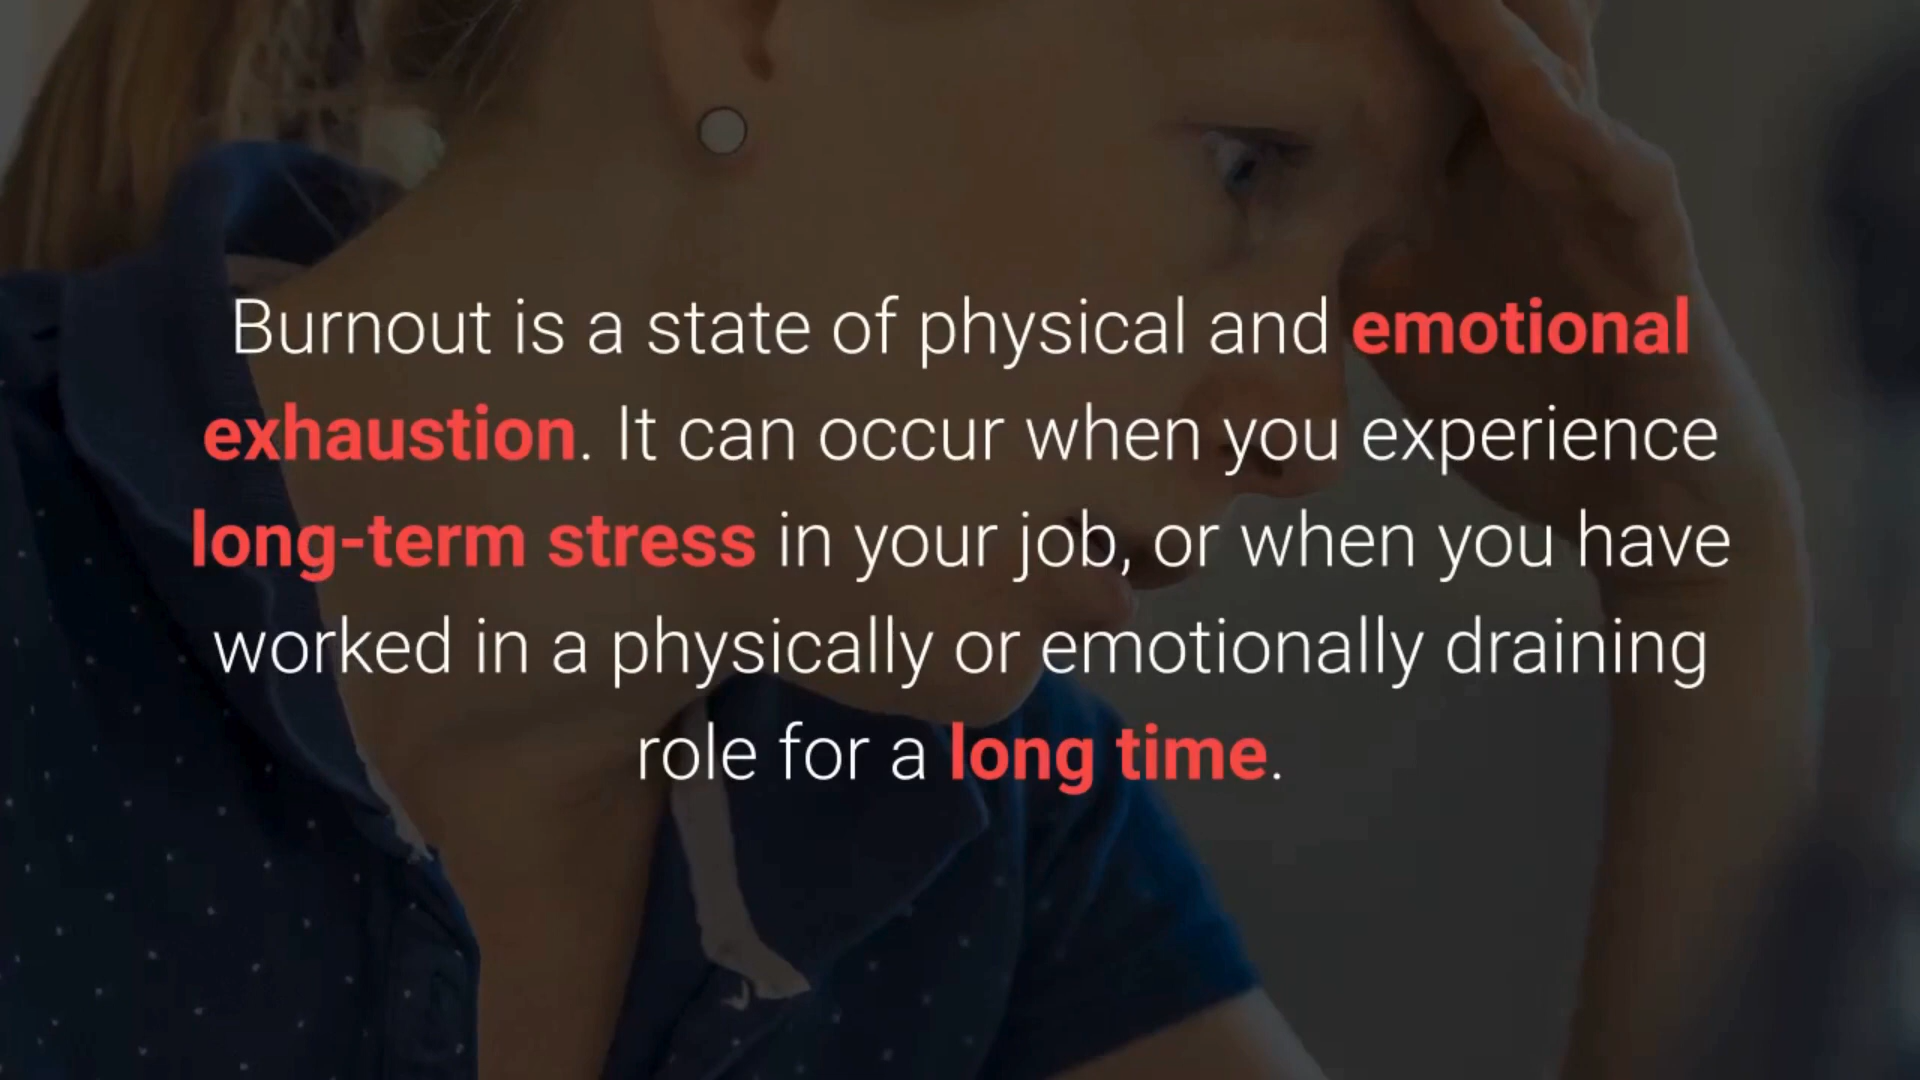 Burnout is a state of physical and emotional
exhaustion. It can occur when you experience
long-term stress in your job, or when you have
worked in a physically or emotionally draining
role for a long time.